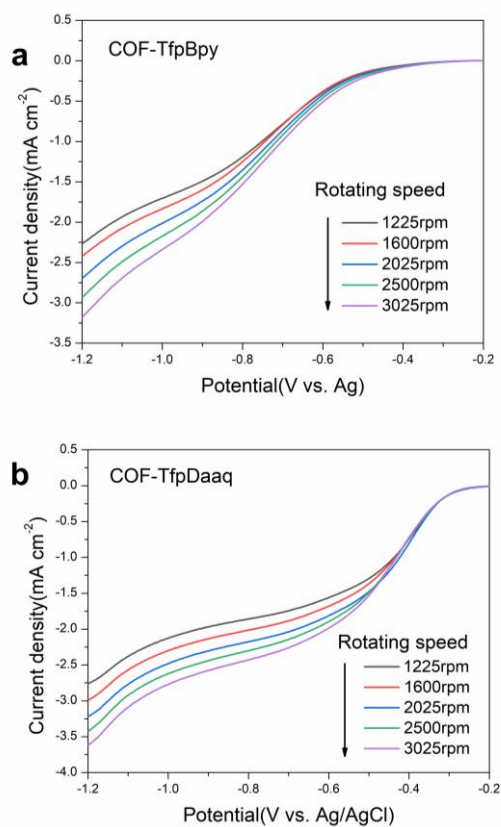 a
COF-TfpBpy
0.5
0.0
-0.5
-1.0
-1.5
-2.0
-2.5
-3.0
-3.5
Current density(mA cm-2)
Rotating speed
1225rpm
1600rpm
2025rpm
2500rpm
3025rpm
-1.2 -1.0 -0.8 -0.6 -0.4 -0.2
Potential(V vs. Ag)
b
COF-TfpDaaq
0.5
0.0
-0.5
-1.0
-1.5
-2.0
-2.5
-3.0
-3.5
-4.0
Current density(mA cm-2)
Rotating speed
1225rpm
1600rpm
2025rpm
2500rpm
3025rpm
-1.2 -1.0 -0.8 -0.6 -0.4 -0.2
Potential(V vs. Ag/AgCl)